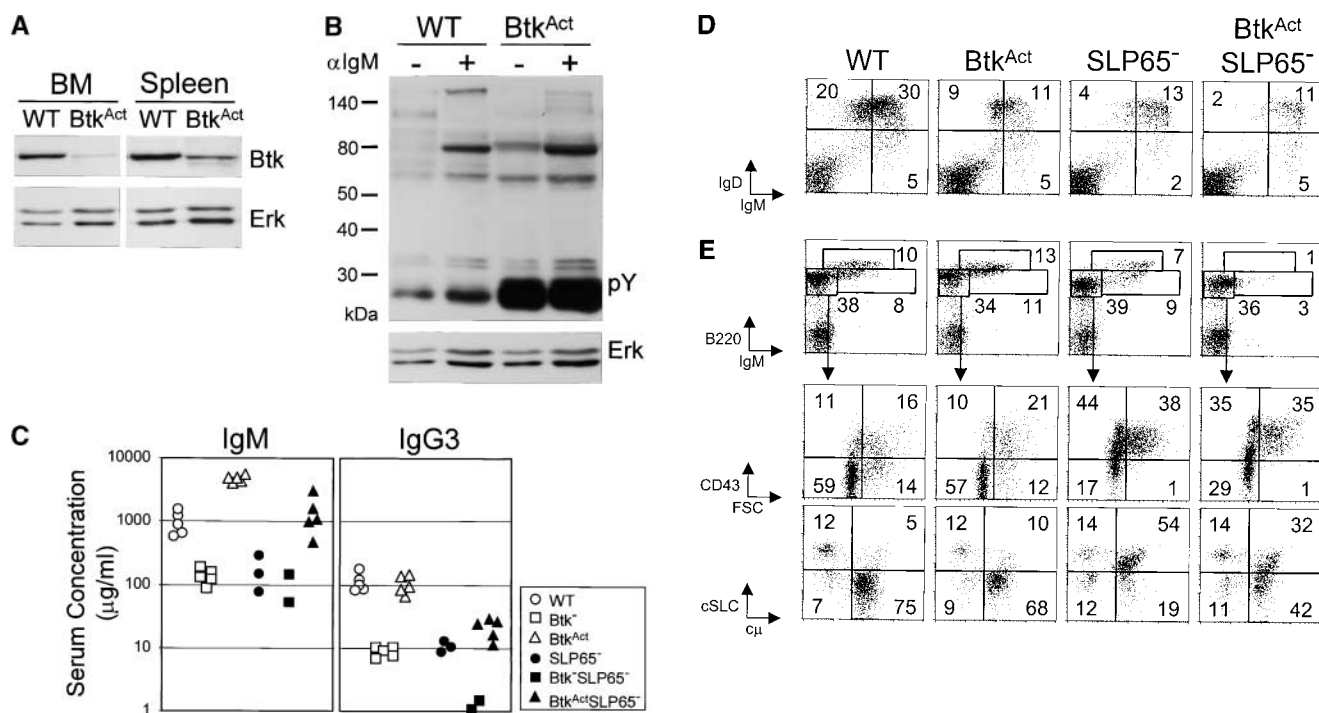 A
BM Spleen
WT Btk^Act WT Btk^Act
Btk
Erk
B
WT Btk^Act
αIgM - + - +
140
80
50
40
30
kDa
pY
Erk
C
IgM IgG3
Serum Concentration
(µg/ml)
10000
1000
100
10
1
WT
Btk-
Btk^Act
SLP65-
Btk-SLP65-
Btk^ActSLP65-
D
WT Btk^Act SLP65- Btk^Act SLP65-
20 30 9 11 4 13 2 11
5 5 2 5
IgD
IgM
E
10 13 7 1
38 8 34 11 39 9 36 3
B220
IgM
11 16 10 21 44 38 35 35
59 14 57 12 17 1 29 1
CD43
FSC
12 5 12 10 14 54 14 32
7 75 9 68 12 19 11 42
cSLC
cµ